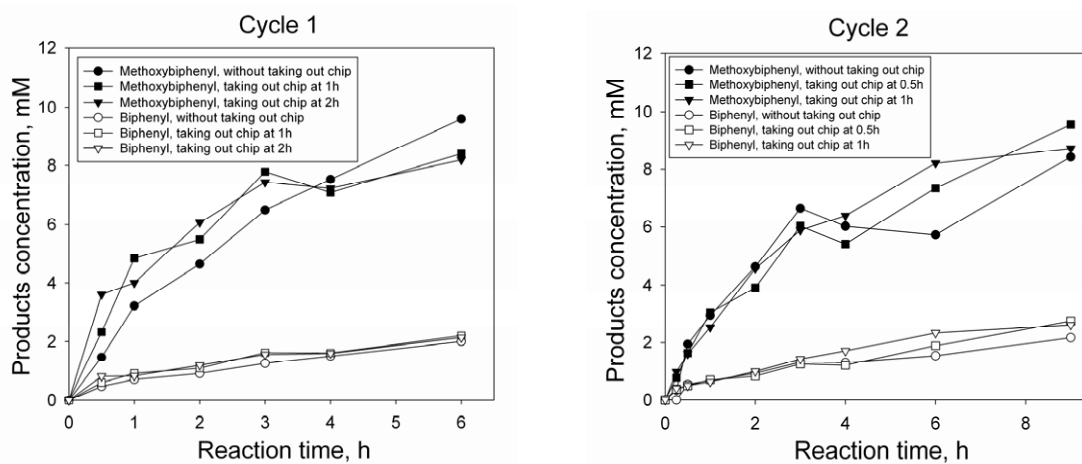 Cycle 1
Products concentration, mM
12
10
8
6
4
2
0
Methoxybiphenyl, without taking out chip
Methoxybiphenyl, taking out chip at 1h
Methoxybiphenyl, taking out chip at 2h
Biphenyl, without taking out chip
Biphenyl, taking out chip at 1h
Biphenyl, taking out chip at 2h
0 1 2 3 4 5 6
Reaction time, h
Cycle 2
Products concentration, mM
12
10
8
6
4
2
0
Methoxybiphenyl, without taking out chip
Methoxybiphenyl, taking out chip at 0.5h
Methoxybiphenyl, taking out chip at 1h
Biphenyl, without taking out chip
Biphenyl, taking out chip at 0.5h
Biphenyl, taking out chip at 1h
0 2 4 6 8
Reaction time, h